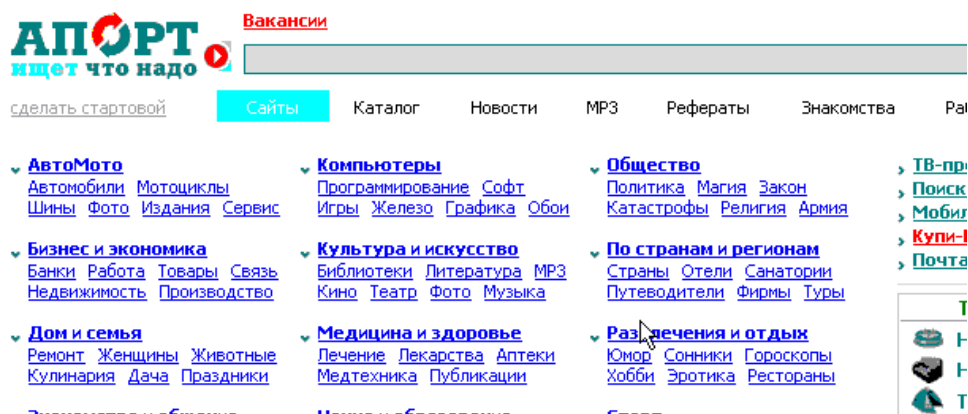 Вакансии
АПОРТ
ищет что надо
сделать стартовой Сайты Каталог Новости MP3 Рефераты Знакомства
АвтоМото
Автомобили Мотоциклы
Шины Фото Издания Сервис
Компьютеры
Программирование Софт
Игры Железо Графика Обои
Общество
Политика Магия Закон
Катастрофы Религия Армия
Бизнес и экономика
Банки Работа Товары Связь
Недвижимость Производство
Культура и искусство
Библиотеки Литература MP3
Кино Театр Фото Музыка
По странам и регионам
Страны Отели Санатории
Путеводители Фирмы Туры
Дом и семья
Ремонт Женщины Животные
Кулинария Дача Праздники
Медицина и здоровье
Лечение Лекарства Аптеки
Медтехника Публикации
Развлечения и отдых
Юмор Сонники Гороскопы
Хобби Эротика Рестораны
Поиск
Почта